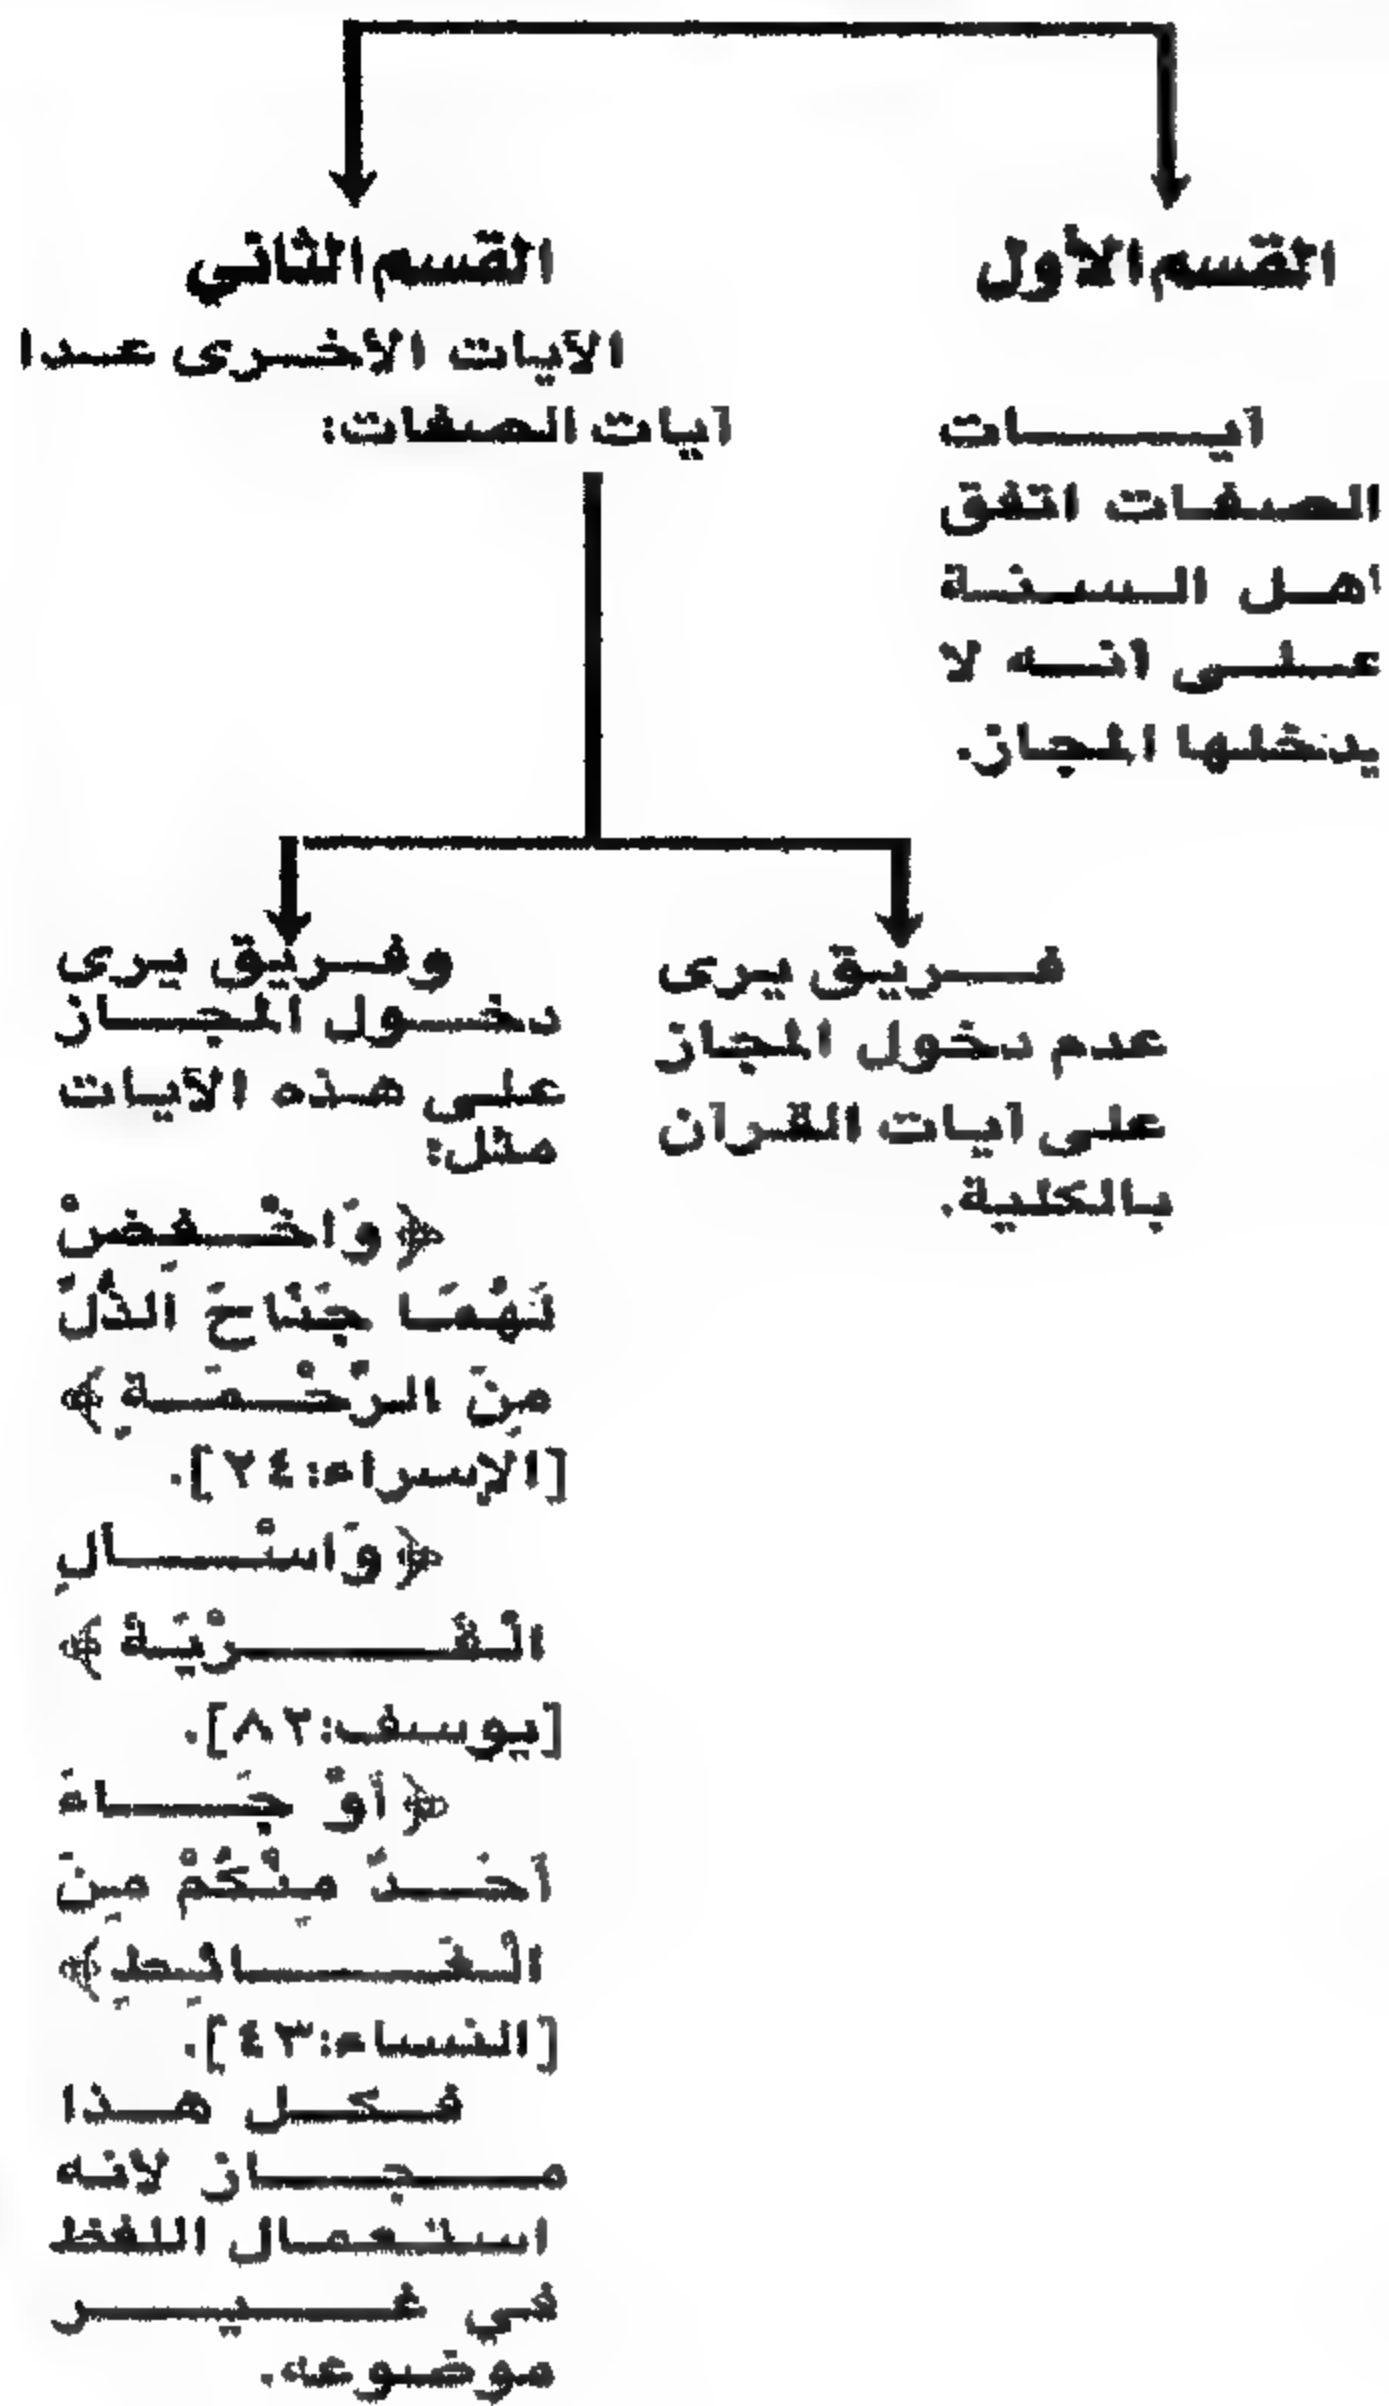 القسم الأول
آيات
الصفات اتفق
أهل السنة
على أنه لا
يدخلها المجاز.
القسم الثاني
الآيات الأخرى عدا
آيات الصفات:
فريق يرى
عدم دخول المجاز
على آيات القرآن
بالكلية.
وفريق يرى
دخول المجاز
على هذه الآيات
مثل:
﴿وَاخْفِضْ
لَهُمَا جَنَاحَ الذُّلِّ
مِنَ الرَّحْمَةِ﴾
[الإسراء:٢٤].
﴿وَاسْأَلِ
الْقَرْيَةَ﴾
[يوسف:٨٢].
﴿أَوْ جَاءَ
أَحَدٌ مِنْكُمْ مِنَ
الْغَائِطِ﴾
[النساء:٤٣].
فكل هذا
مجاز لأنه
استعمال اللفظ
في غير
موضوعه.